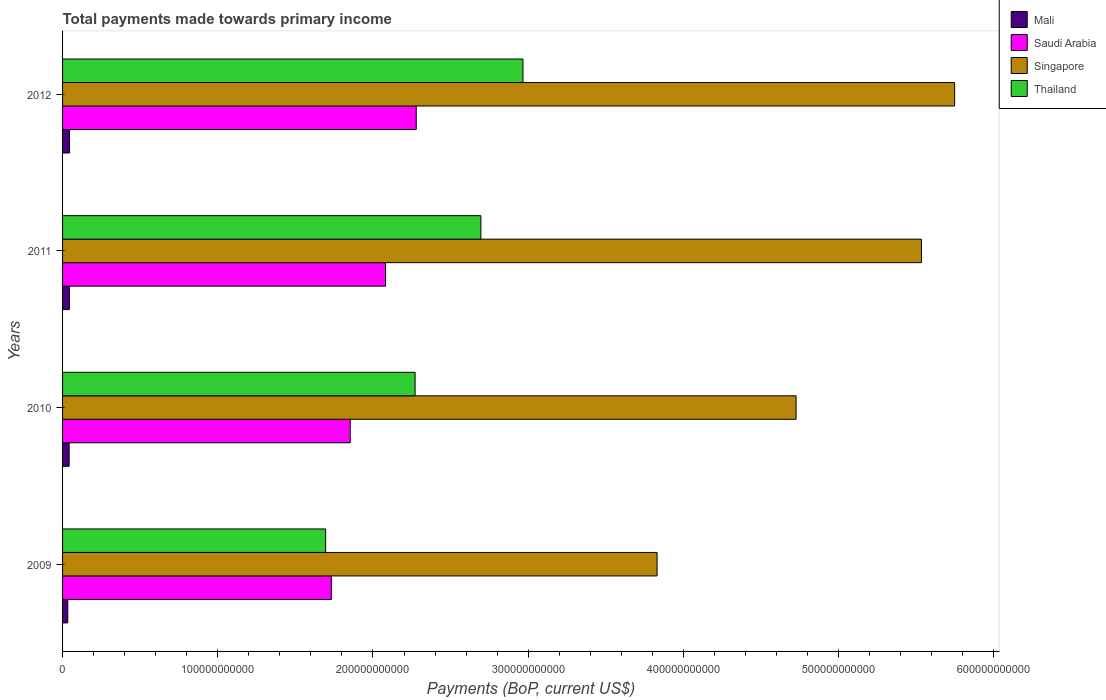 Total payments made towards primary income
Mali
Saudi Arabia
Singapore
Thailand
2012
2011
2010
2009
Years
0
100000000000
200000000000
300000000000
400000000000
500000000000
600000000000
Payments (BoP, current US$)